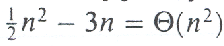 ½n² − 3n = Θ(n²)